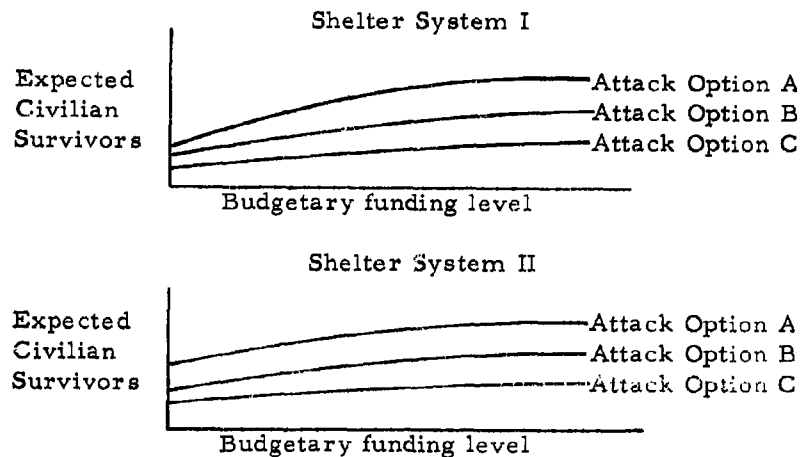 Shelter System I
Expected
Civilian
Survivors
Attack Option A
Attack Option B
Attack Option C
Budgetary funding level
Shelter System II
Expected
Civilian
Survivors
Attack Option A
Attack Option B
Attack Option C
Budgetary funding level